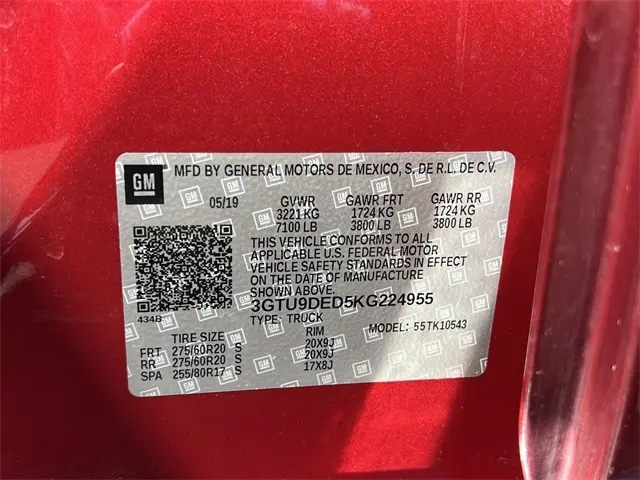 GM
MFD BY GENERAL MOTORS DE MEXICO, S. DE R.L. DE C.V.
05/19 GVWR GAWR FRT GAWR RR
3221 KG 1724 KG 1724 KG
7100 LB 3800 LB 3800 LB
THIS VEHICLE CONFORMS TO ALL
APPLICABLE U.S. FEDERAL MOTOR
VEHICLE SAFETY STANDARDS IN EFFECT
ON THE DATE OF MANUFACTURE
SHOWN ABOVE.
3GTU9DED5KG224955
434B TYPE: TRUCK MODEL: 55TK10543
TIRE SIZE RIM
FRT 275/60R20 S 20X9J
RR 275/60R20 S 20X9J
SPA 255/80R17 S 17X8J